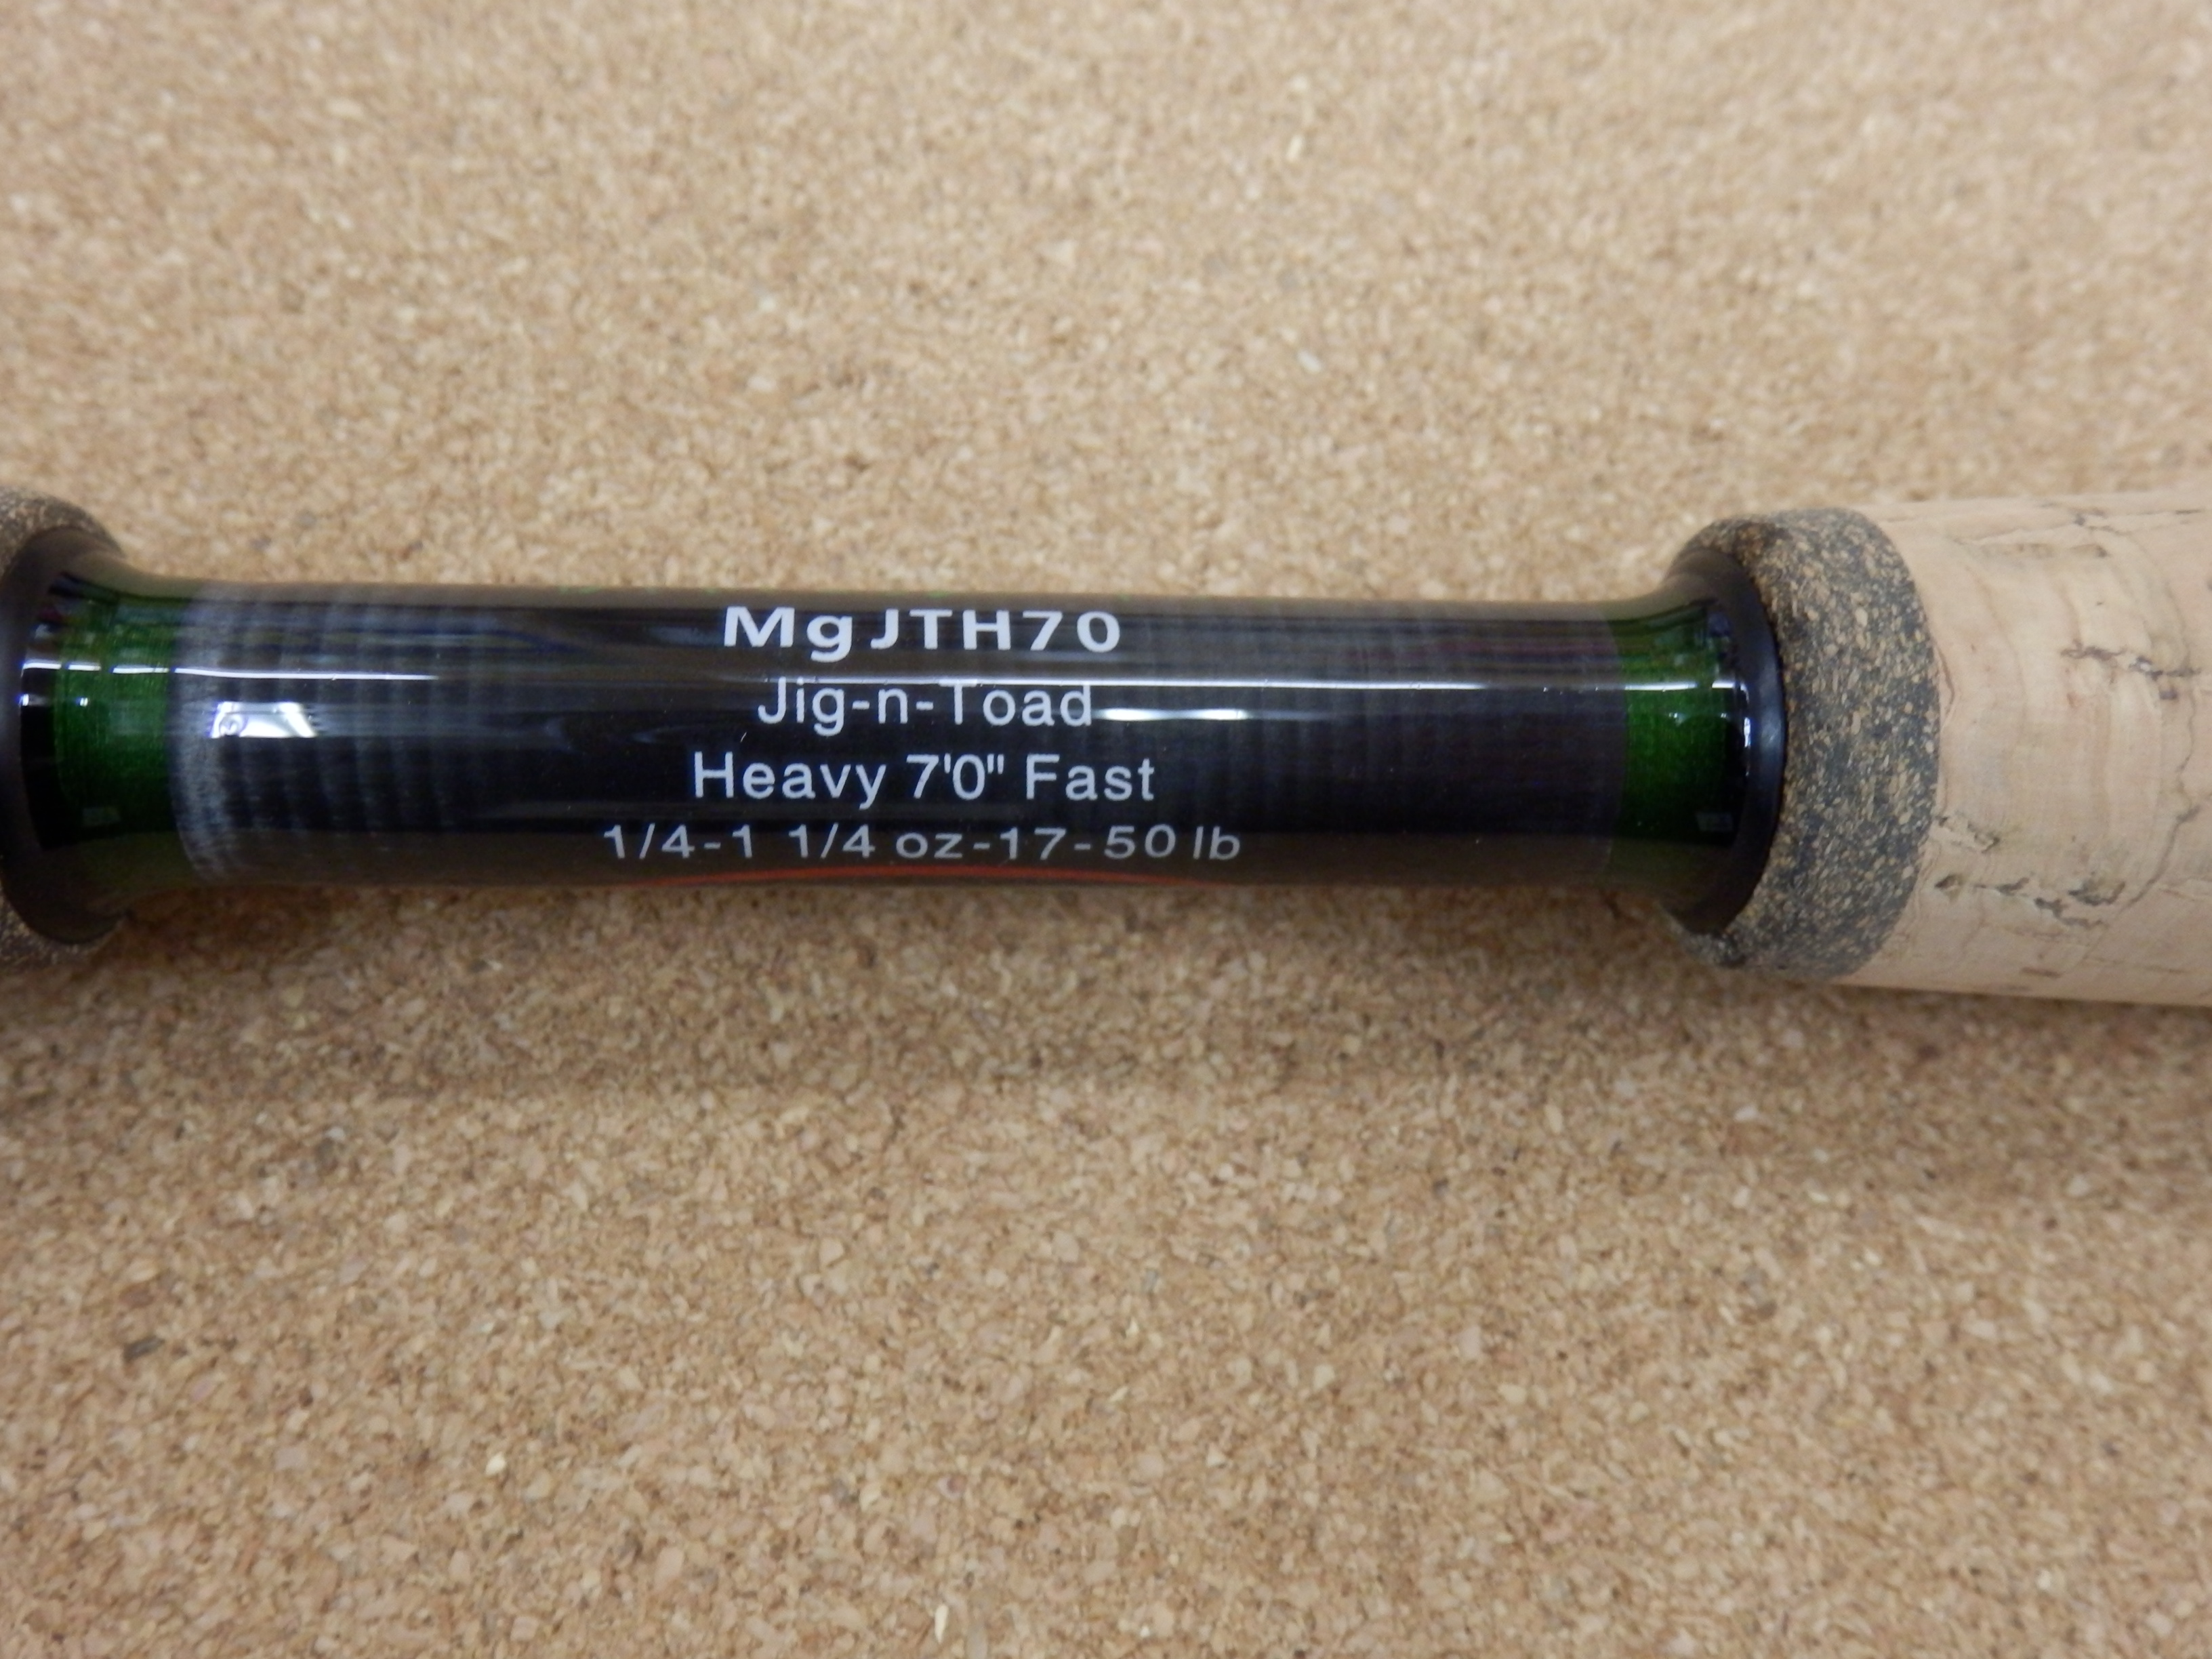 MgJTH70
Jig-n-Toad
Heavy 7'0" Fast
1/4-1 1/4 oz-17-50 lb